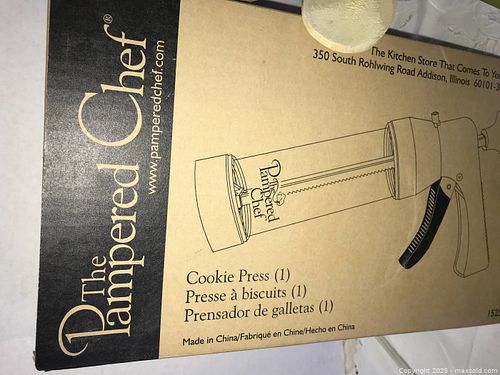 The
Pampered Chef®
www.pamperedchef.com
The Kitchen Store That Comes To
350 South Rohlwing Road Addison, Illinois 60101-3
The
Pampered
Chef
Cookie Press (1)
Presse à biscuits (1)
Prensador de galletas (1)
Made in China/Fabriqué en Chine/Hecho en China
152
Copyright © 2025 - maxsold.com